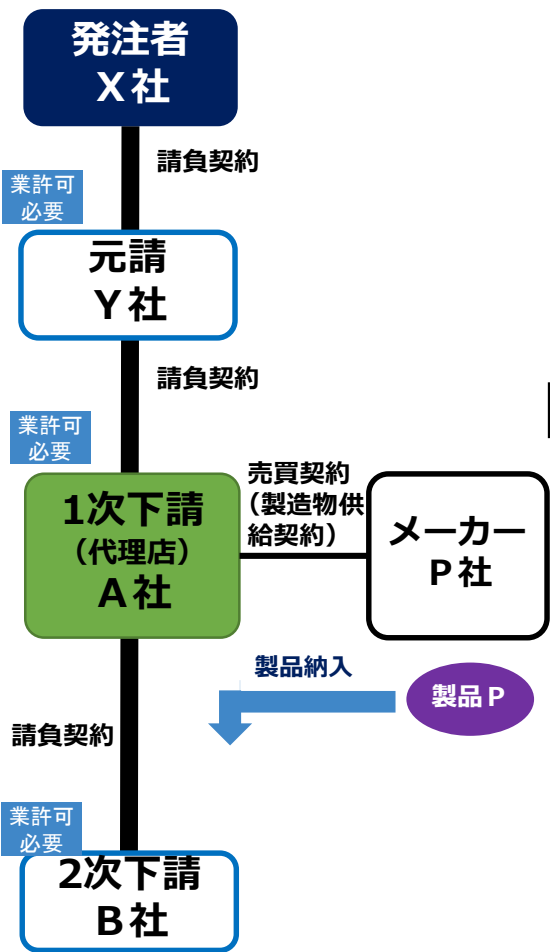 発注者
X社
請負契約
業許可
必要
元請
Y社
請負契約
業許可
必要
1次下請
（代理店）
A社
売買契約
（製造物供
給契約）
メーカー
P社
製品納入
製品P
請負契約
業許可
必要
2次下請
B社